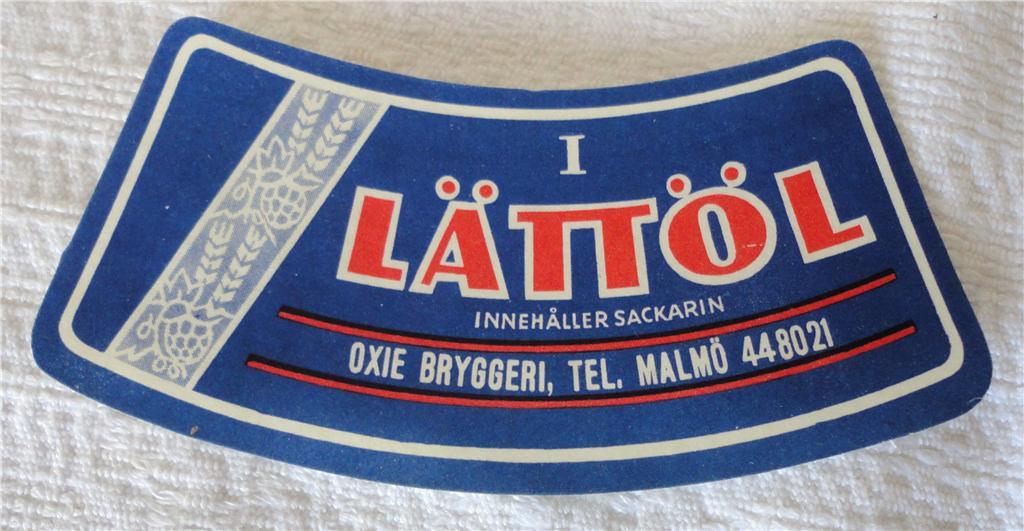 I
LÄTTÖL
INNEHÅLLER SACKARIN
OXIE BRYGGERI, TEL. MALMÖ 448021